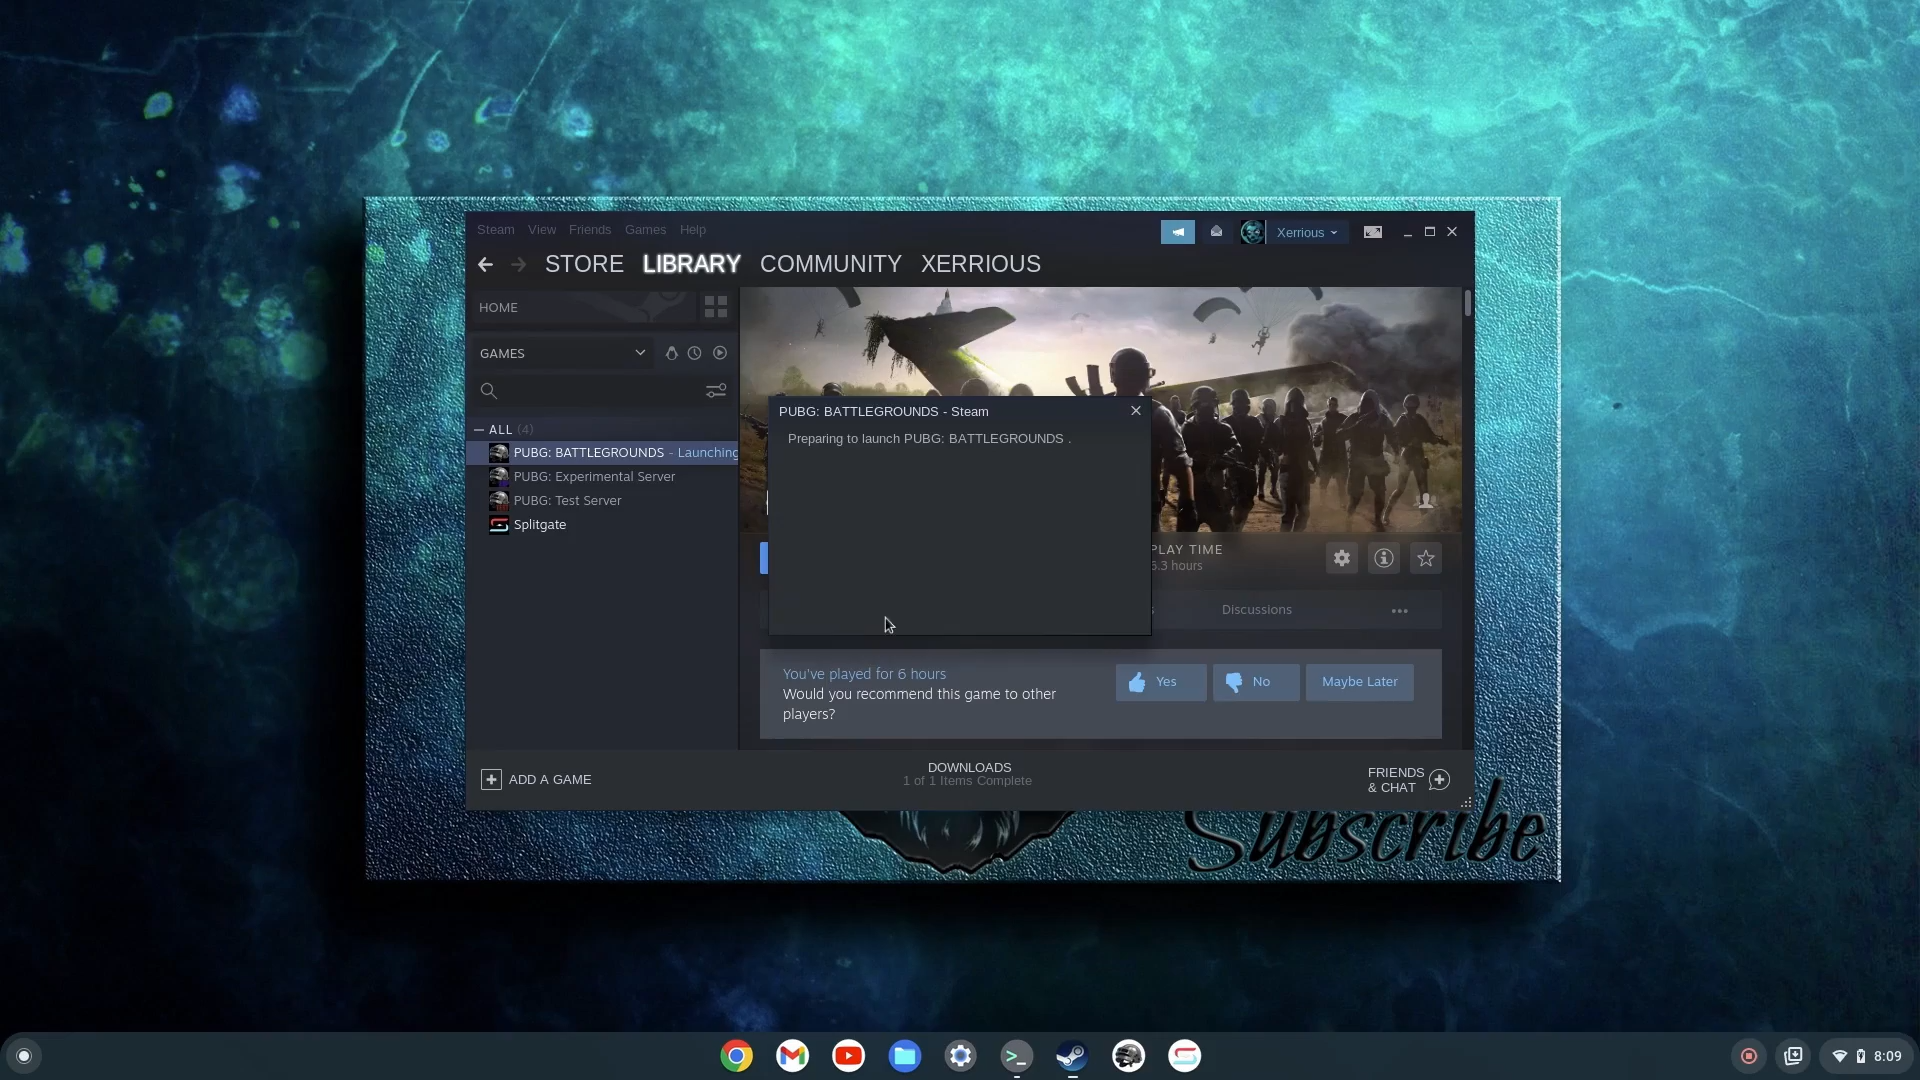 Steam View Friends Games Help
Xerrious
STORE LIBRARY COMMUNITY XERRIOUS
HOME
GAMES
ALL (4)
PUBG: BATTLEGROUNDS - Launching
PUBG: Experimental Server
PUBG: Test Server
Splitgate
PUBG: BATTLEGROUNDS - Steam
Preparing to launch PUBG: BATTLEGROUNDS .
PLAY TIME
6.3 hours
Discussions
You've played for 6 hours
Would you recommend this game to other
players?
Yes
No
Maybe Later
ADD A GAME
DOWNLOADS
1 of 1 Items Complete
FRIENDS
& CHAT
Subscribe
8:09